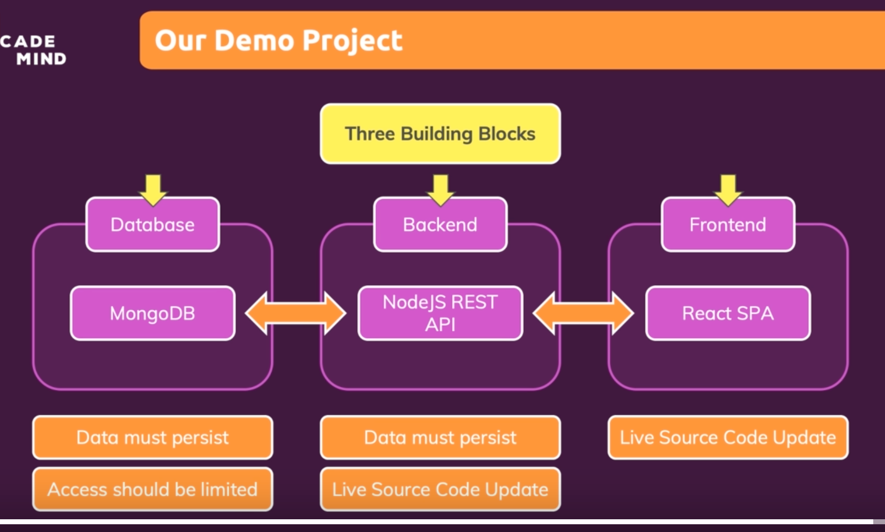 CADE
MIND
Our Demo Project
Three Building Blocks
Database
Backend
Frontend
MongoDB
NodeJS REST
API
React SPA
Data must persist
Data must persist
Live Source Code Update
Access should be limited
Live Source Code Update